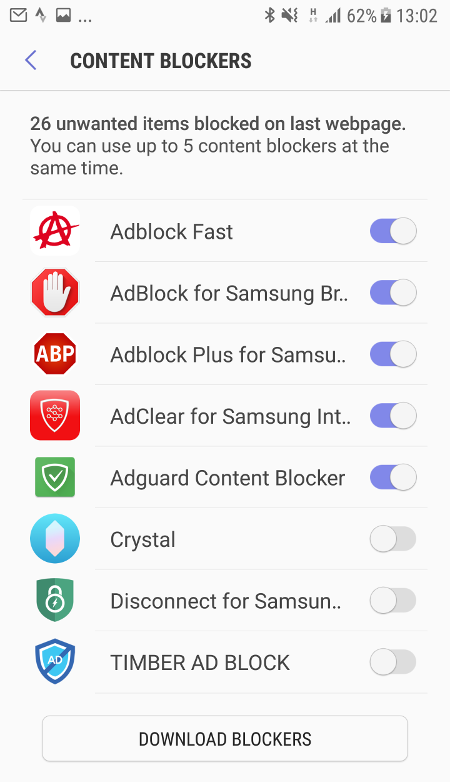 ... H 62% 13:02
CONTENT BLOCKERS
26 unwanted items blocked on last webpage.
You can use up to 5 content blockers at the
same time.
Adblock Fast
AdBlock for Samsung Br..
ABP Adblock Plus for Samsu..
AdClear for Samsung Int..
Adguard Content Blocker
Crystal
Disconnect for Samsun..
AD TIMBER AD BLOCK
DOWNLOAD BLOCKERS